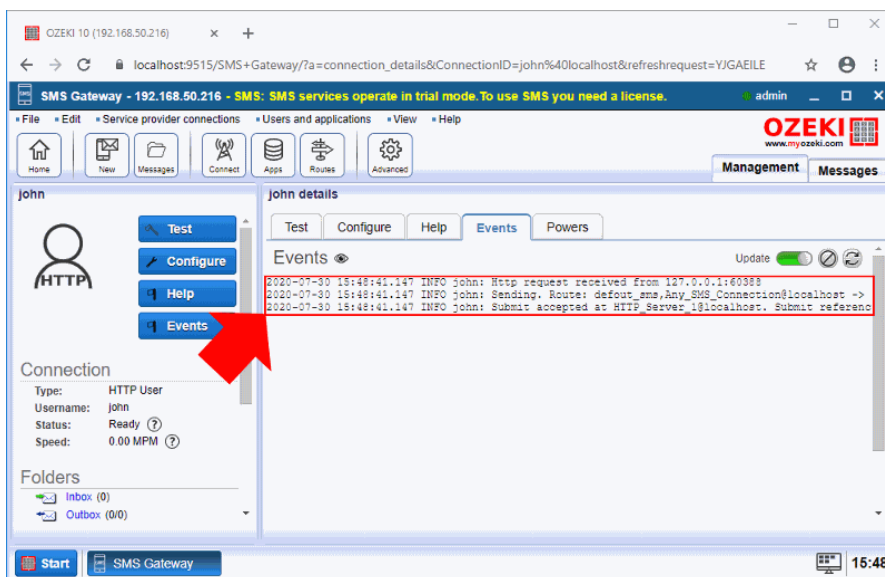 OZEKI 10 (192.168.50.216)
localhost:9515/SMS+Gateway/?a=connection_details&ConnectionID=john%40localhost&refreshrequest=YJGAEILE
SMS Gateway - 192.168.50.216 - SMS: SMS services operate in trial mode.To use SMS you need a license. admin
File Edit Service provider connections Users and applications View Help
OZEKI
www.myozeki.com
Home New Messages Connect Apps Routes Advanced
Management Messages
john
HTTP
Test
Configure
Help
Events
Connection
Type: HTTP User
Username: john
Status: Ready ?
Speed: 0.00 MPM ?
Folders
Inbox (0)
Outbox (0/0)
john details
Test Configure Help Events Powers
Events Update
2020-07-30 15:48:41.147 INFO john: Http request received from 127.0.0.1:60388
2020-07-30 15:48:41.147 INFO john: Sending. Route: defout_sms,Any_SMS_Connection@localhost ->
2020-07-30 15:48:41.147 INFO john: Submit accepted at HTTP_Server_1@localhost. Submit referenc
Start SMS Gateway 15:48